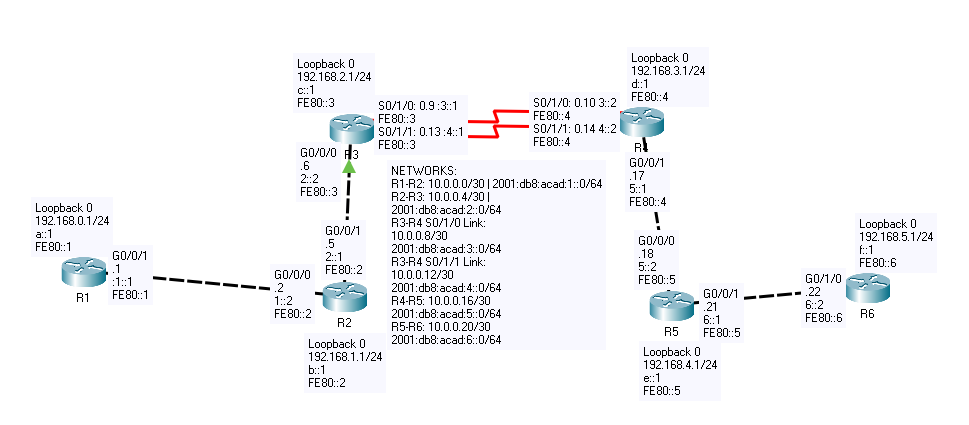 Loopback 0
192.168.2.1/24
c::1
FE80::3
S0/1/0: 0.9 :3::1
FE80::3
S0/1/1: 0.13 :4::1
FE80::3
R3
G0/0/0
.6
2::2
FE80::3
Loopback 0
192.168.3.1/24
d::1
FE80::4
S0/1/0: 0.10 3::2
FE80::4
S0/1/1: 0.14 4::2
FE80::4
G0/0/1
.17
5::1
FE80::4
NETWORKS:
R1-R2: 10.0.0.0/30 | 2001:db8:acad:1::0/64
R2-R3: 10.0.0.4/30 |
2001:db8:acad:2::0/64
R3-R4 S0/1/0 Link:
10.0.0.8/30
2001:db8:acad:3::0/64
R3-R4 S0/1/1 Link:
10.0.0.12/30
2001:db8:acad:4::0/64
R4-R5: 10.0.0.16/30
2001:db8:acad:5::0/64
R5-R6: 10.0.0.20/30
2001:db8:acad:6::0/64
Loopback 0
192.168.0.1/24
a::1
FE80::1
R1
G0/0/1
.1
:1::1
FE80::1
G0/0/0
.2
1::2
FE80::2
G0/0/1
.5
2::1
FE80::2
R2
Loopback 0
192.168.1.1/24
b::1
FE80::2
G0/0/0
.18
5::2
FE80::5
R5
G0/0/1
.21
6::1
FE80::5
Loopback 0
192.168.4.1/24
e::1
FE80::5
G0/1/0
.22
6::2
FE80::6
Loopback 0
192.168.5.1/24
f::1
FE80::6
R6